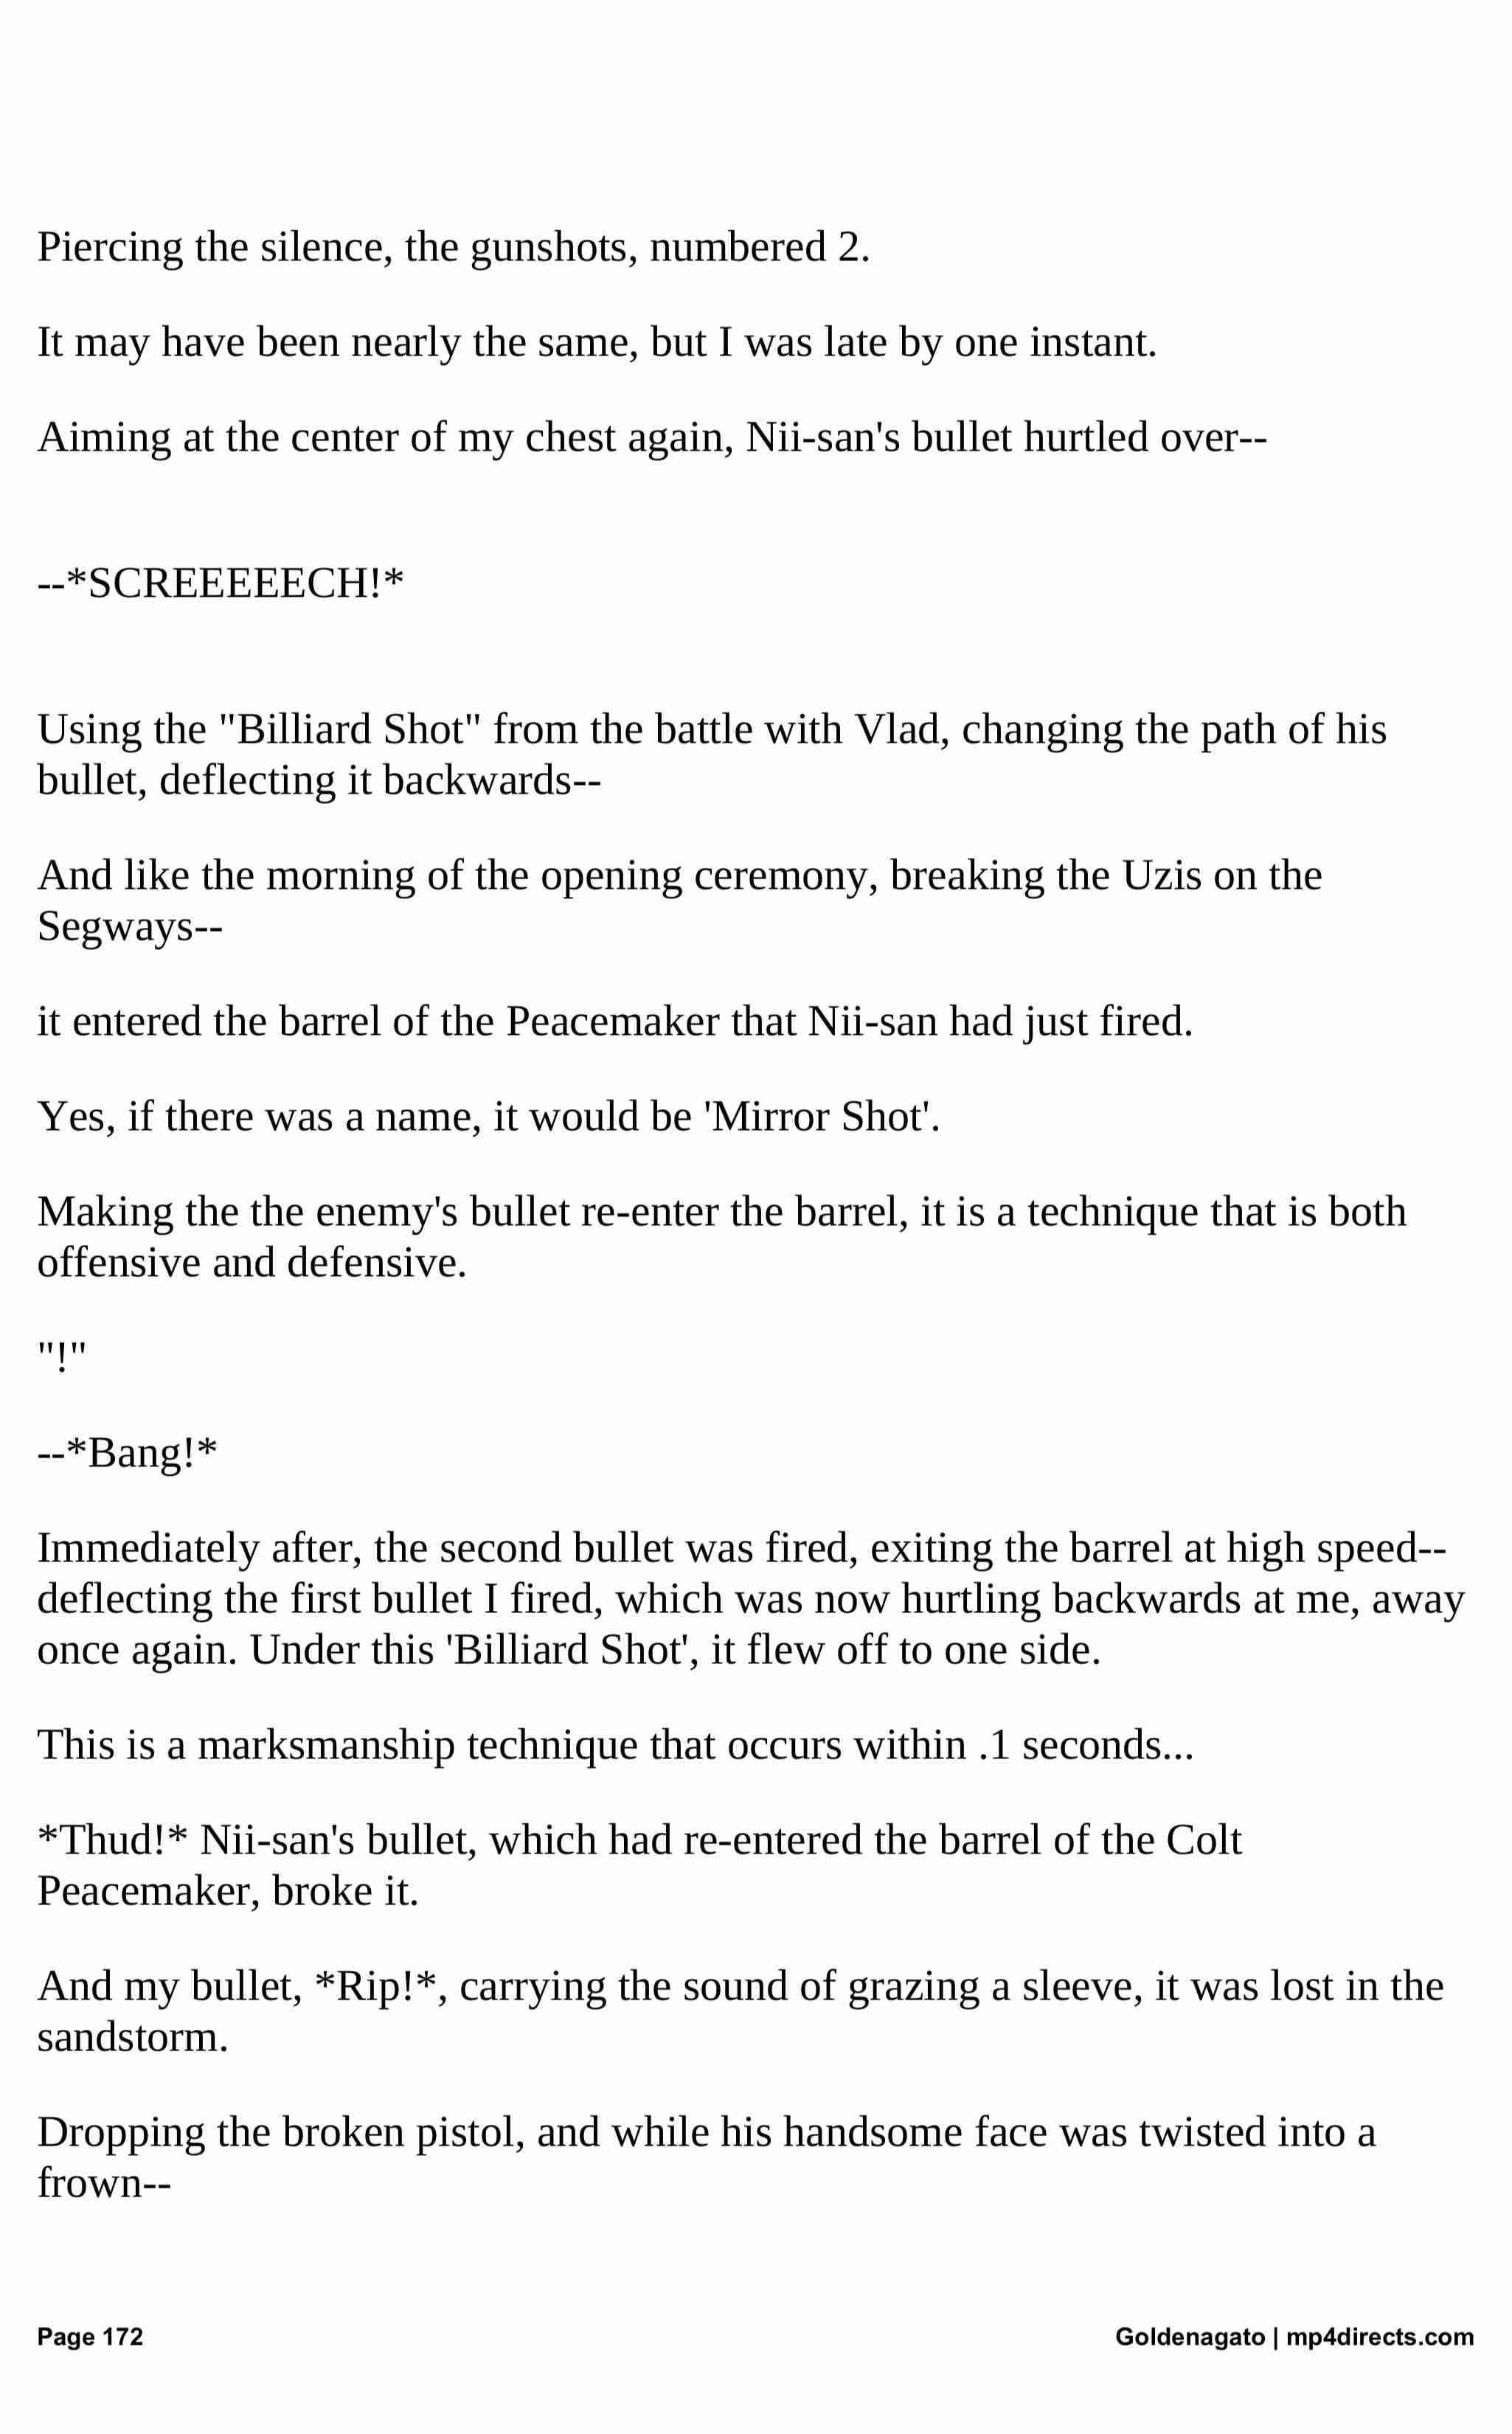 Piercing the silence, the gunshots, numbered 2.
It may have been nearly the same, but I was late by one instant.
Aiming at the center of my chest again, Nii-san's bullet hurtled over--
--*SCREEEEECH!*
Using the "Billiard Shot" from the battle with Vlad, changing the path of his
bullet, deflecting it backwards--
And like the morning of the opening ceremony, breaking the Uzis on the
Segways--
it entered the barrel of the Peacemaker that Nii-san had just fired.
Yes, if there was a name, it would be 'Mirror Shot'.
Making the the enemy's bullet re-enter the barrel, it is a technique that is both
offensive and defensive.
"!"
--*Bang!*
Immediately after, the second bullet was fired, exiting the barrel at high speed--
deflecting the first bullet I fired, which was now hurtling backwards at me, away
once again. Under this 'Billiard Shot', it flew off to one side.
This is a marksmanship technique that occurs within .1 seconds...
*Thud!* Nii-san's bullet, which had re-entered the barrel of the Colt
Peacemaker, broke it.
And my bullet, *Rip!*, carrying the sound of grazing a sleeve, it was lost in the
sandstorm.
Dropping the broken pistol, and while his handsome face was twisted into a
frown--
Page 172
Goldenagato | mp4directs.com